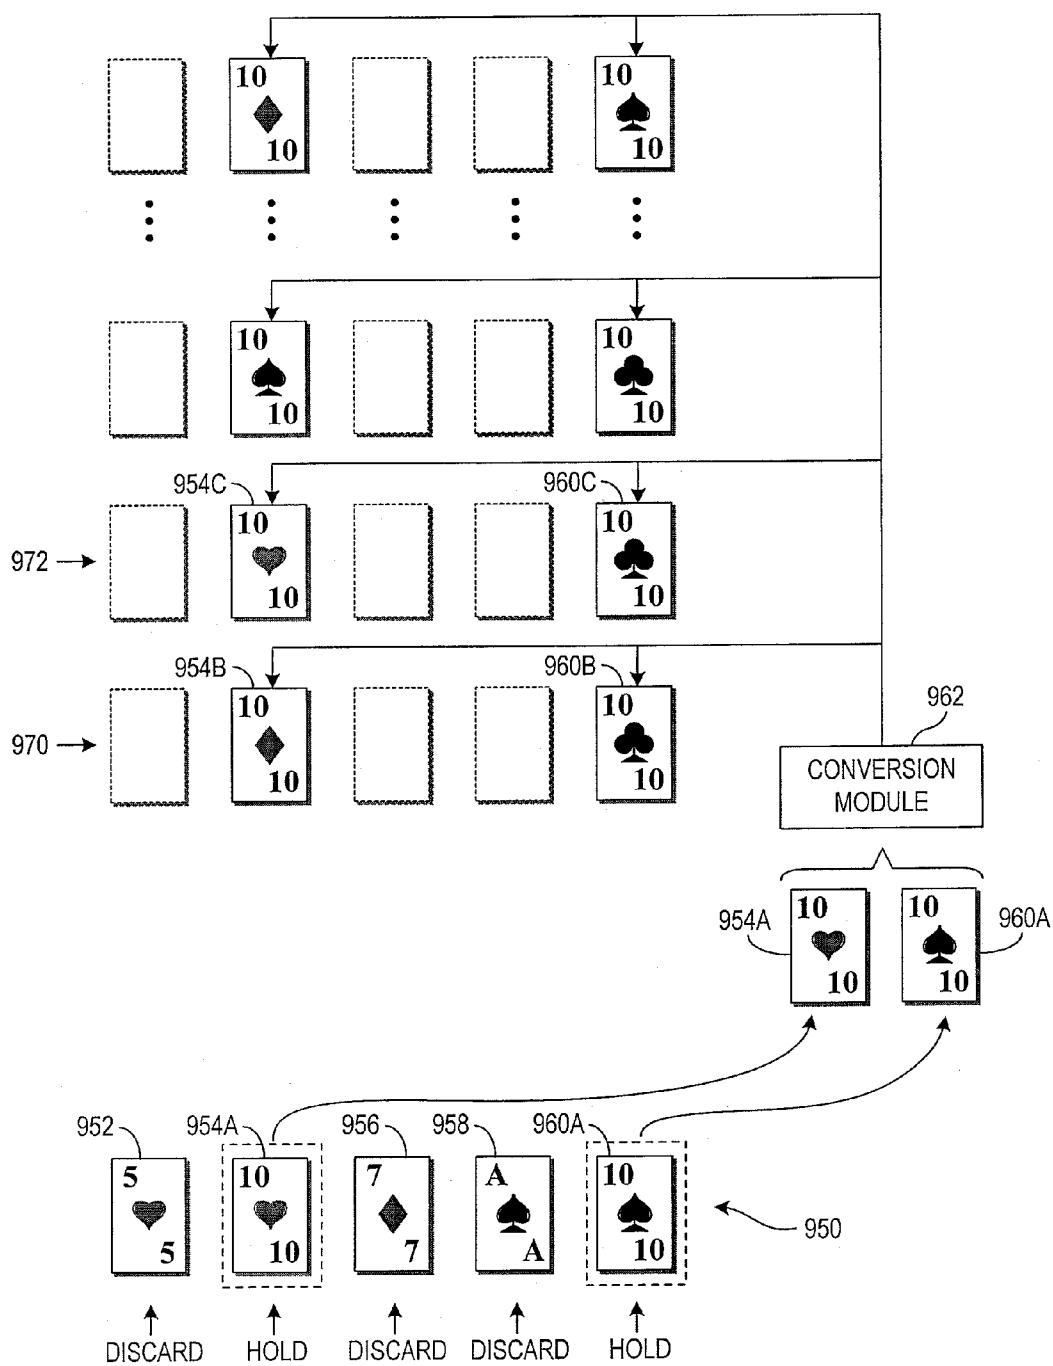 10 10
10 10
10 10
10 10
954C 960C
10 10
972
10 10
954B 960B
10 10
970
10 10
962
CONVERSION
MODULE
954A 10 10 960A
10 10
952 954A 956 958 960A
5 10 7 A 10
5 10 7 A 10
950
DISCARD HOLD DISCARD DISCARD HOLD